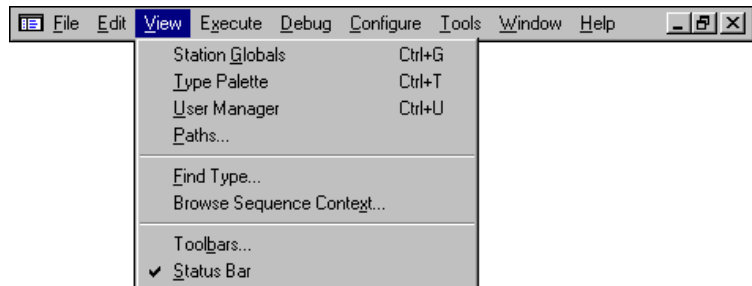 File Edit View Execute Debug Configure Tools Window Help
Station Globals Ctrl+G
Type Palette Ctrl+T
User Manager Ctrl+U
Paths...
Find Type...
Browse Sequence Context...
Toolbars...
Status Bar